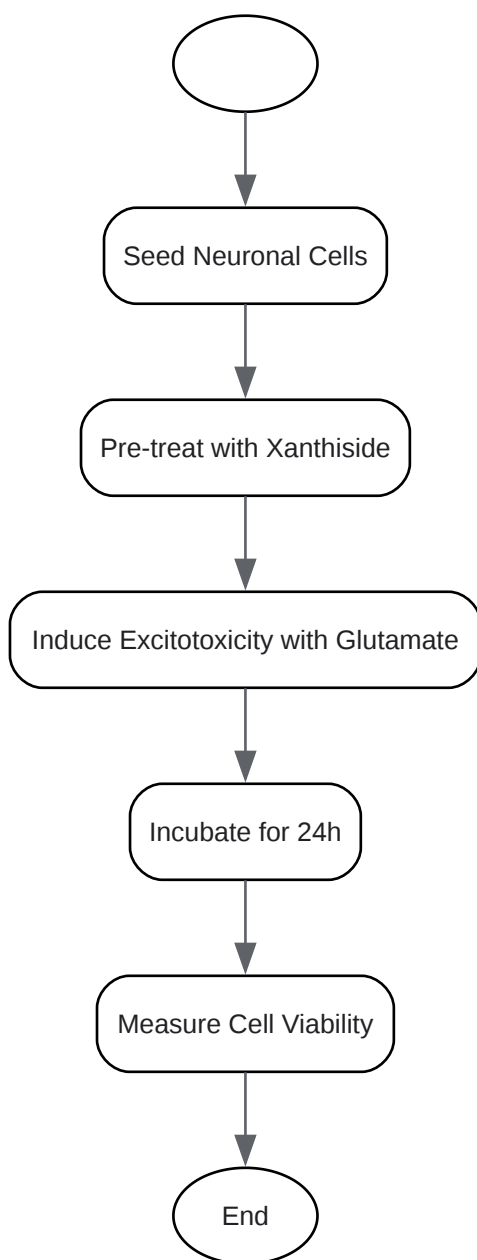 Seed Neuronal Cells
Pre-treat with Xanthiside
Induce Excitotoxicity with Glutamate
Incubate for 24h
Measure Cell Viability
End